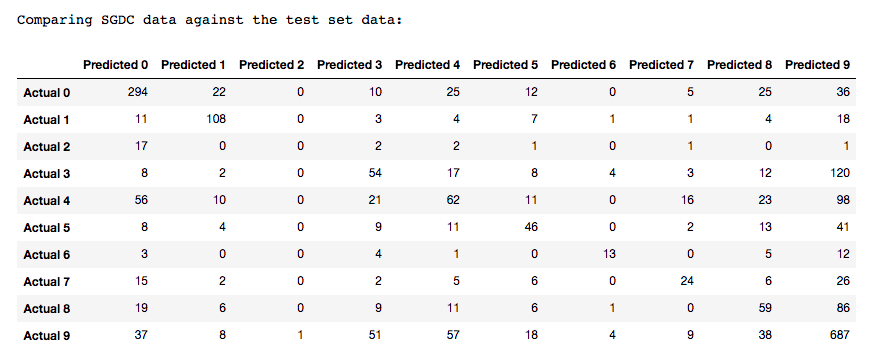 Comparing SGDC data against the test set data:
Predicted 0 Predicted 1 Predicted 2 Predicted 3 Predicted 4 Predicted 5 Predicted 6 Predicted 7 Predicted 8 Predicted 9
Actual 0 294 22 0 10 25 12 0 5 25 36
Actual 1 11 108 0 3 4 7 1 1 4 18
Actual 2 17 0 0 2 2 1 0 1 0 1
Actual 3 8 2 0 54 17 8 4 3 12 120
Actual 4 56 10 0 21 62 11 0 16 23 98
Actual 5 8 4 0 9 11 46 0 2 13 41
Actual 6 3 0 0 4 1 0 13 0 5 12
Actual 7 15 2 0 2 5 6 0 24 6 26
Actual 8 19 6 0 9 11 6 1 0 59 86
Actual 9 37 8 1 51 57 18 4 9 38 687